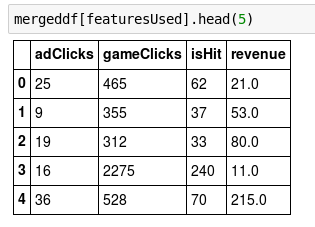 mergeddf[featuresUsed].head(5)
adClicks gameClicks isHit revenue
0 25 465 62 21.0
1 9 355 37 53.0
2 19 312 33 80.0
3 16 2275 240 11.0
4 36 528 70 215.0